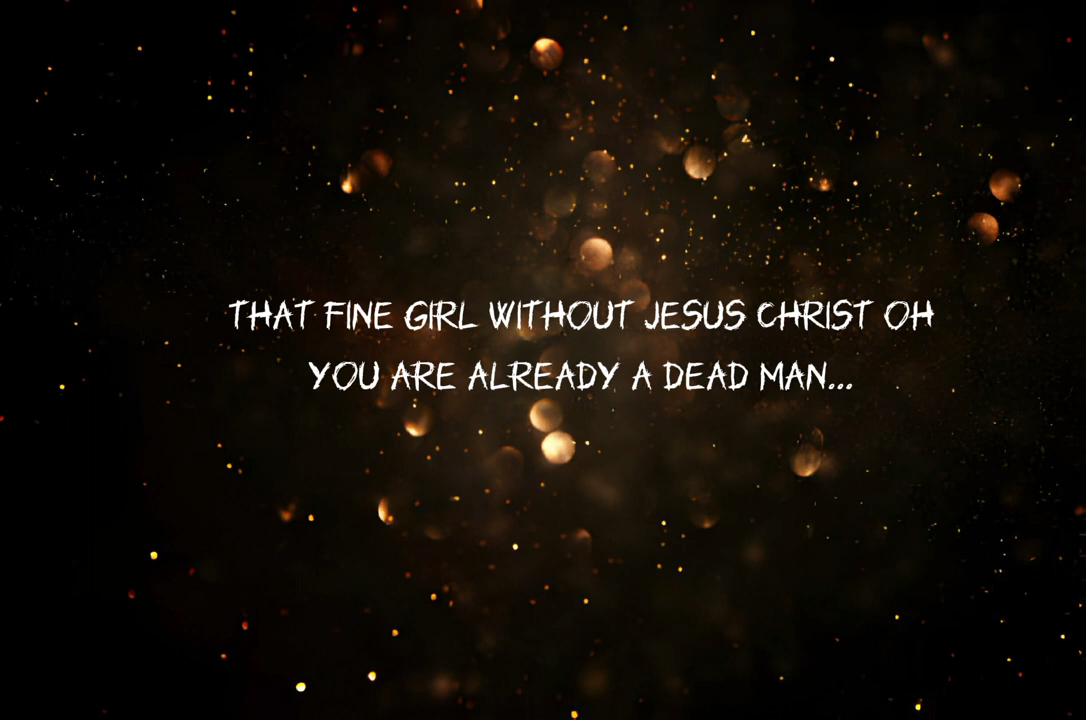 THAT FINE GIRL WITHOUT JESUS CHRIST OH
YOU ARE ALREADY A DEAD MAN...